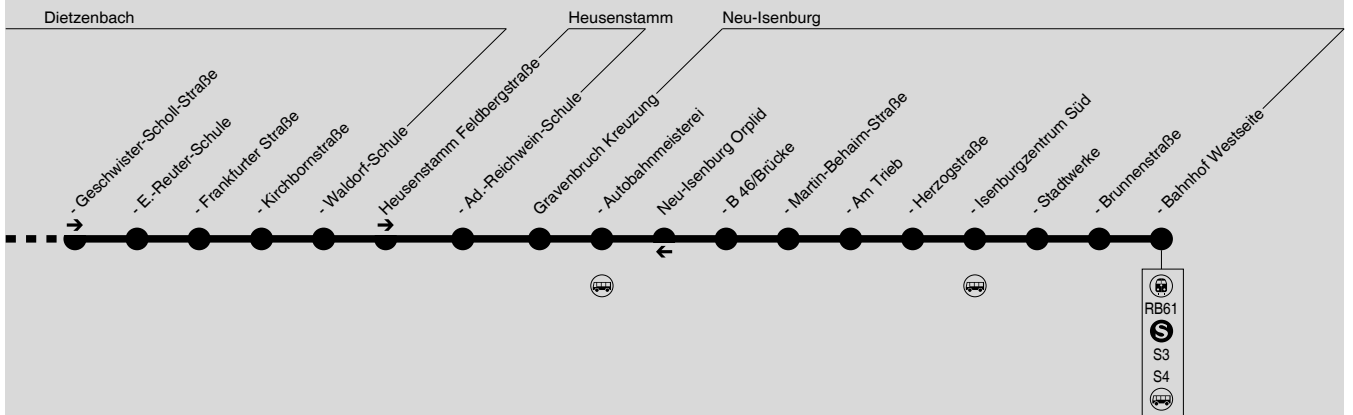 Dietzenbach
Heusenstamm
Neu-Isenburg
- Geschwister-Scholl-Straße
- E.-Reuter-Schule
- Frankfurter Straße
- Kirchbornstraße
- Waldorf-Schule
Heusenstamm Feldbergstraße
- Ad.-Reichwein-Schule
Gravenbruch Kreuzung
- Autobahnmeisterei
Neu-Isenburg Orplid
- B 46/Brücke
- Martin-Behaim-Straße
- Am Trieb
- Herzogstraße
- Isenburgzentrum Süd
- Stadtwerke
- Brunnenstraße
- Bahnhof Westseite
RB61
S
S3
S4